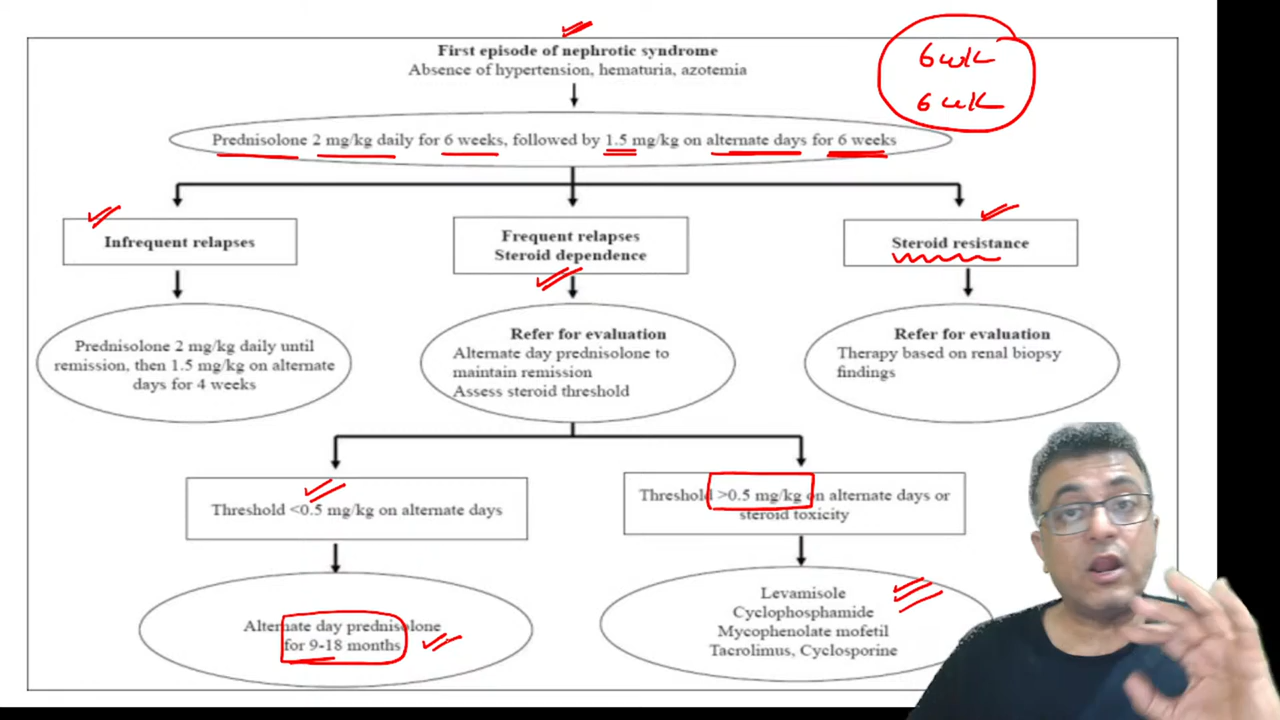 First episode of nephrotic syndrome
Absence of hypertension, hematuria, azotemia
6 wk
6 wk
Prednisolone 2 mg/kg daily for 6 weeks, followed by 1.5 mg/kg on alternate days for 6 weeks
Infrequent relapses
Frequent relapses
Steroid dependence
Steroid resistance
Prednisolone 2 mg/kg daily until
remission, then 1.5 mg/kg on alternate
days for 4 weeks
Refer for evaluation
Alternate day prednisolone to
maintain remission
Assess steroid threshold
Refer for evaluation
Therapy based on renal biopsy
findings
Threshold <0.5 mg/kg on alternate days
Threshold >0.5 mg/kg on alternate days or
steroid toxicity
Alternate day prednisolone
for 9-18 months
Levamisole
Cyclophosphamide
Mycophenolate mofetil
Tacrolimus, Cyclosporine